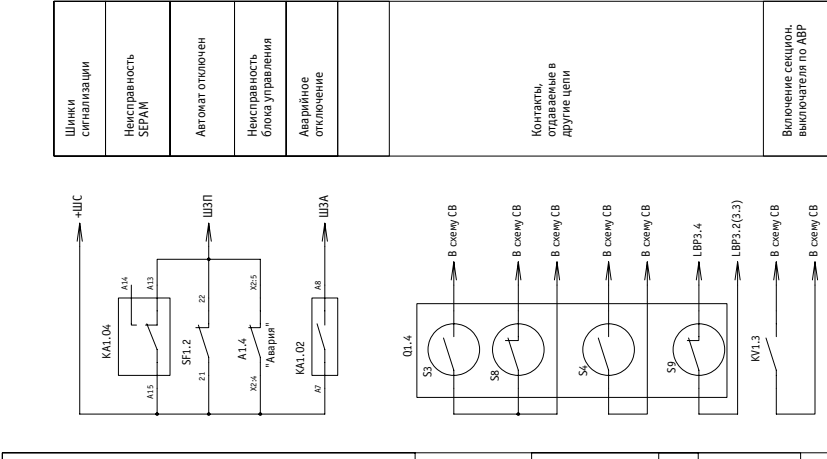 Шинки
сигнализации
Неисправность
SEPAM
Автомат отключен
Неисправность
блока управления
Аварийное
отключение
Контакты,
отдаваемые в
другие цепи
Включение секцион.
выключателя по АВР
+ШС
ШЗП
ШЗА
В схему СВ
В схему СВ
В схему СВ
В схему СВ
В схему СВ
LBP3.4
LBP3.2(3.3)
В схему СВ
В схему СВ
A14
A13
22
X2:5
A8
KA1.04
SF1.2
A1.4
"Авария"
KA1.02
Q1.4
S3
S8
S4
S9
KV1.3
A15
21
X2:4
A7